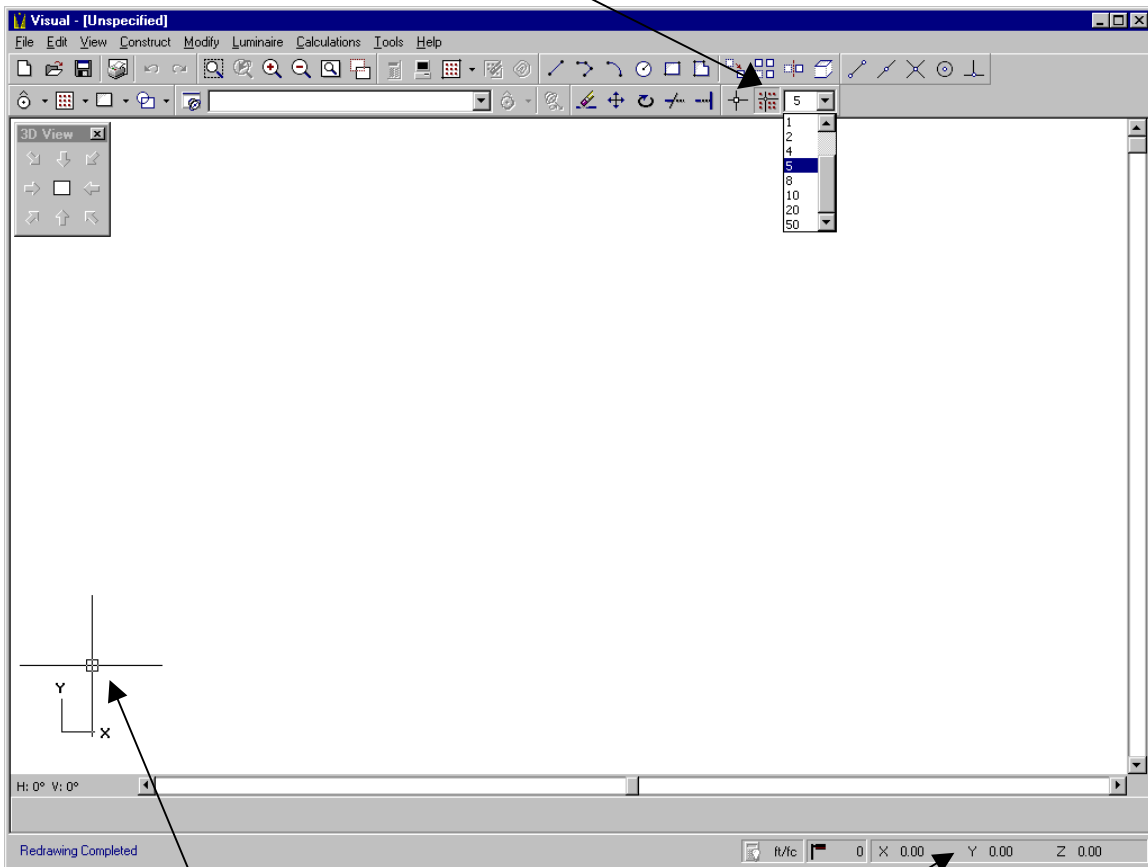 Visual - [Unspecified]
File Edit View Construct Modify Luminaire Calculations Tools Help
5
3D View
1
2
4
5
8
10
20
50
Y
X
H: 0° V: 0°
Redrawing Completed
ft/fc 0 X 0.00 Y 0.00 Z 0.00